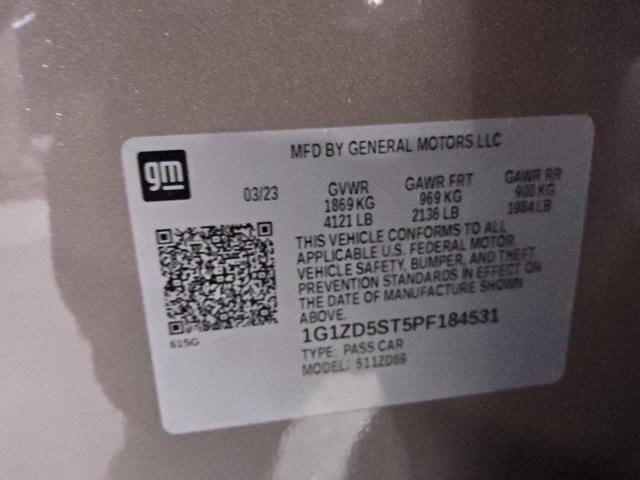 gm
MFD BY GENERAL MOTORS LLC
03/23
GVWR
1869 KG
4121 LB
GAWR FRT
969 KG
2136 LB
GAWR RR
900 KG
1984 LB
THIS VEHICLE CONFORMS TO ALL
APPLICABLE U.S. FEDERAL MOTOR
VEHICLE SAFETY, BUMPER, AND THEFT
PREVENTION STANDARDS IN EFFECT ON
THE DATE OF MANUFACTURE SHOWN
ABOVE.
1G1ZD5ST5PF184531
TYPE: PASS CAR
MODEL: 511ZD69
615G